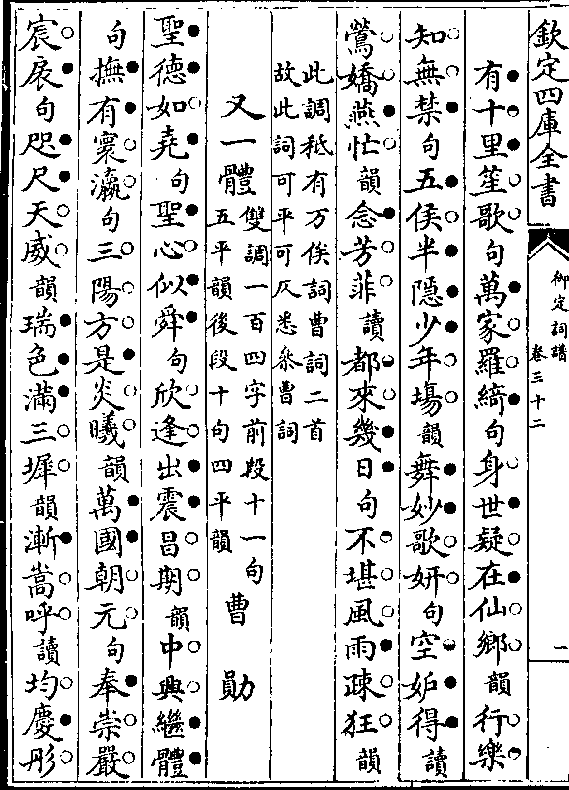 欽定四庫全書
御定詞譜
卷三十二
一
有十里笙歌句萬家羅綺句身世疑在仙鄉韻行樂
知無禁句五侯半隱少年場韻舞妙歌妍句空妒得讀
鶯嬌燕忙韻念芳菲讀都來幾日句不堪風雨疎狂韻
此調秪有万俟詞曹詞二首
故此詞可平可仄悉叅曹詞
又一體
雙調一百四字前段十一句
五平韻後段十句四平韻
曹勛
聖德如堯句聖心似舜句欣逢出震昌期韻中興繼體
句撫有寰瀛句三陽方是炎曦韻萬國朝元句奉崇嚴
宸扆句咫尺天威韻瑞色滿三墀韻漸嵩呼讀均慶彤